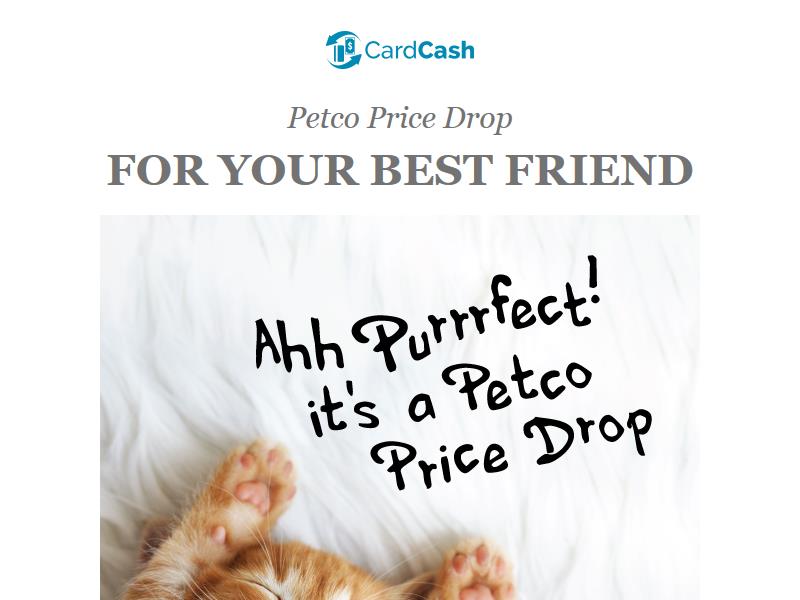 CardCash
Petco Price Drop
FOR YOUR BEST FRIEND
Ahh Purrrfect!
it's a Petco
Price Drop